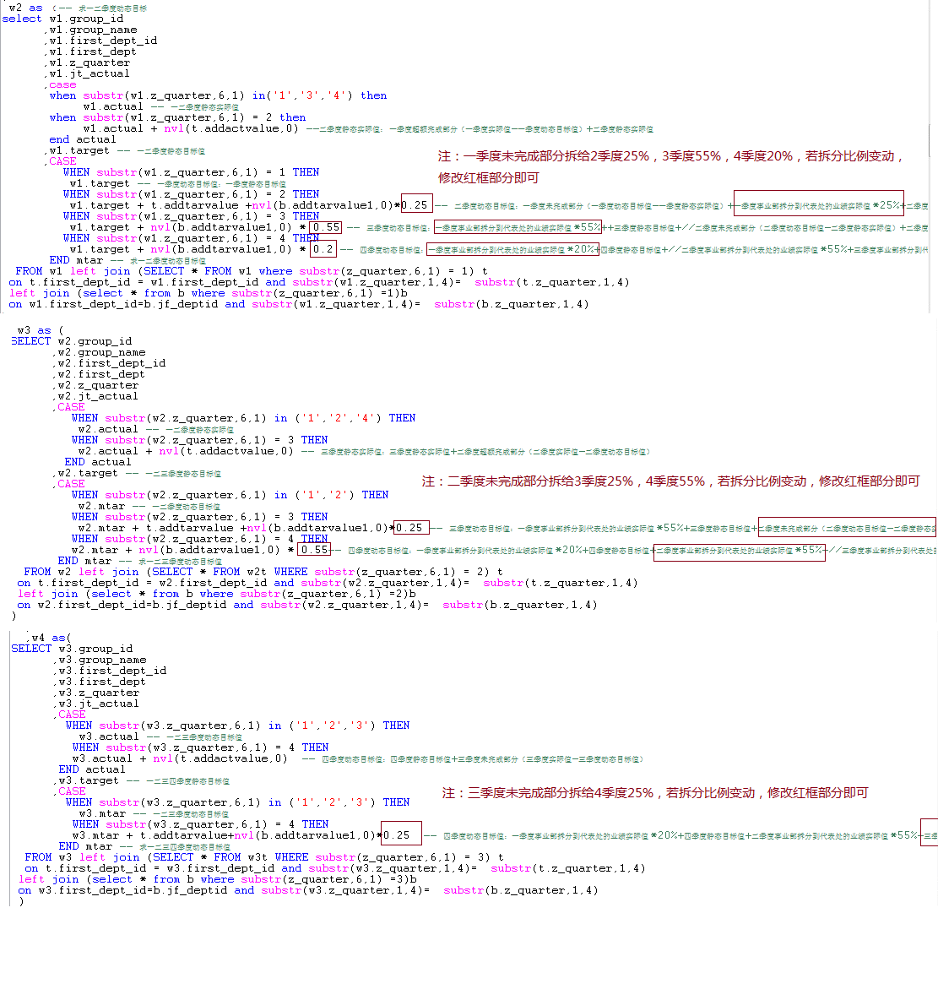 w2 as (-- 求一二季度动态目标
select w1.group_id
,w1.group_name
,w1.first_dept_id
,w1.first_dept
,w1.z_quarter
,w1.jt_actual
,case
when substr(w1.z_quarter,6,1) in('1','3','4') then
w1.actual -- 一二季度静态实际值
when substr(w1.z_quarter,6,1) = 2 then
w1.actual + nvl(t.addactvalue,0) --二季度静态实际值: 一季度超额完成部分(一季度实际值-一季度动态目标值)+二季度静态实际值
end actual
,w1.target -- 一二季度静态目标值
,CASE
注：一季度未完成部分拆给2季度25%，3季度55%，4季度20%，若拆分比例变动，
修改红框部分即可
WHEN substr(w1.z_quarter,6,1) = 1 THEN
w1.target -- 一季度动态目标值: 一季度静态目标值
WHEN substr(w1.z_quarter,6,1) = 2 THEN
w1.target + t.addtarvalue +nvl(b.addtarvalue1,0)*0.25 -- 二季度动态目标值: 一季度未完成部分(一季度动态目标值-一季度静态实际值)+一季度事业部拆分到代表处的业绩实际值*25%+二季度
WHEN substr(w1.z_quarter,6,1) = 3 THEN
w1.target + nvl(b.addtarvalue1,0) * 0.55 -- 三季度动态目标值: 一季度事业部拆分到代表处的业绩实际值*55%++三季度静态目标值+//二季度未完成部分(二季度动态目标值-二季度静态实际值)+二季度
WHEN substr(w1.z_quarter,6,1) = 4 THEN
w1.target + nvl(b.addtarvalue1,0) * 0.2 -- 四季度动态目标值: 一季度事业部拆分到代表处的业绩实际值*20%+四季度静态目标值+//二季度事业部拆分到代表处的业绩实际值*55%+三季度事业部拆分到代
END mtar -- 求一二季度动态目标值
FROM w1 left join (SELECT * FROM w1 where substr(z_quarter,6,1) = 1) t
on t.first_dept_id = w1.first_dept_id and substr(w1.z_quarter,1,4)= substr(t.z_quarter,1,4)
left join (select * from b where substr(z_quarter,6,1) =1)b
on w1.first_dept_id=b.jf_deptid and substr(w1.z_quarter,1,4)= substr(b.z_quarter,1,4)
w3 as (
SELECT w2.group_id
,w2.group_name
,w2.first_dept_id
,w2.first_dept
,w2.z_quarter
,w2.jt_actual
,CASE
WHEN substr(w2.z_quarter,6,1) in ('1','2','4') THEN
w2.actual -- 一二季度静态实际值
WHEN substr(w2.z_quarter,6,1) = 3 THEN
w2.actual + nvl(t.addactvalue,0) -- 三季度静态实际值: 三季度静态实际值+二季度超额完成部分(二季度实际值-二季度动态目标值)
END actual
,w2.target -- 一二三季度静态目标值
注：二季度未完成部分拆给3季度25%，4季度55%，若拆分比例变动，修改红框部分即可
,CASE
WHEN substr(w2.z_quarter,6,1) in ('1','2') THEN
w2.mtar -- 一二季度动态目标值
WHEN substr(w2.z_quarter,6,1) = 3 THEN
w2.mtar + t.addtarvalue +nvl(b.addtarvalue1,0)*0.25 -- 三季度动态目标值: 一季度事业部拆分到代表处的业绩实际值*55%+三季度静态目标值+二季度未完成部分(二季度动态目标值-二季度静态
WHEN substr(w2.z_quarter,6,1) = 4 THEN
w2.mtar + nvl(b.addtarvalue1,0) * 0.55-- 四季度动态目标值: 一季度事业部拆分到代表处的业绩实际值*20%+四季度静态目标值+二季度事业部拆分到代表处的业绩实际值*55%+//三季度事业部拆分到代表处的
END mtar -- 求一二三季度动态目标值
FROM w2 left join (SELECT * FROM w2t WHERE substr(z_quarter,6,1) = 2) t
on t.first_dept_id = w2.first_dept_id and substr(w2.z_quarter,1,4)= substr(t.z_quarter,1,4)
left join (select * from b where substr(z_quarter,6,1) =2)b
on w2.first_dept_id=b.jf_deptid and substr(w2.z_quarter,1,4)= substr(b.z_quarter,1,4)
)
,w4 as(
SELECT w3.group_id
,w3.group_name
,w3.first_dept_id
,w3.first_dept
,w3.z_quarter
,w3.jt_actual
,CASE
WHEN substr(w3.z_quarter,6,1) in ('1','2','3') THEN
w3.actual -- 一二三季度动态目标值
WHEN substr(w3.z_quarter,6,1) = 4 THEN
w3.actual + nvl(t.addactvalue,0) -- 四季度动态目标值: 四季度静态目标值+三季度未完成部分(三季度实际值-三季度动态目标值)
END actual
,w3.target -- 一二三四季度静态目标值
,CASE
注：三季度未完成部分拆给4季度25%，若拆分比例变动，修改红框部分即可
WHEN substr(w3.z_quarter,6,1) in ('1','2','3') THEN
w3.mtar -- 一二三季度动态目标值
WHEN substr(w3.z_quarter,6,1) = 4 THEN
w3.mtar + t.addtarvalue+nvl(b.addtarvalue1,0)*0.25 -- 四季度动态目标值: 一季度事业部拆分到代表处的业绩实际值*20%+四季度静态目标值+二季度事业部拆分到代表处的业绩实际值*55%+三季
END mtar -- 求一二三四季度动态目标值
FROM w3 left join (SELECT * FROM w3t WHERE substr(z_quarter,6,1) = 3) t
on t.first_dept_id = w3.first_dept_id and substr(w3.z_quarter,1,4)= substr(t.z_quarter,1,4)
left join (select * from b where substr(z_quarter,6,1) =3)b
on w3.first_dept_id=b.jf_deptid and substr(w3.z_quarter,1,4)= substr(b.z_quarter,1,4)
)